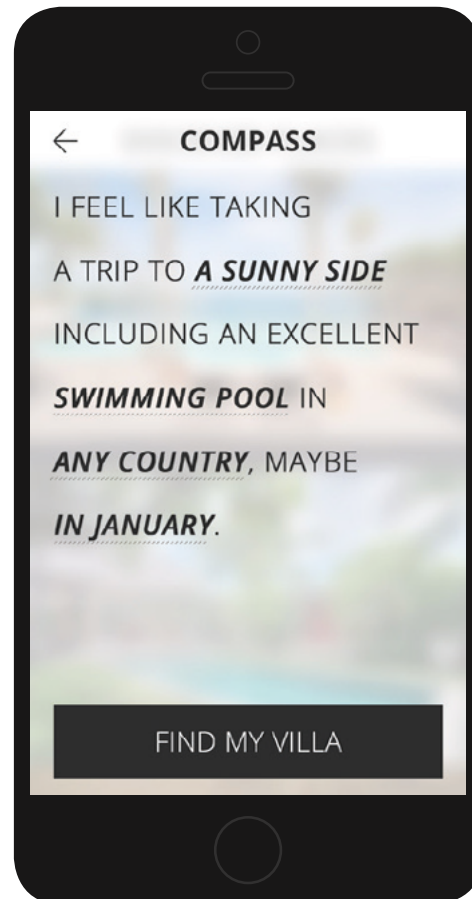 COMPASS
I FEEL LIKE TAKING
A TRIP TO A SUNNY SIDE
INCLUDING AN EXCELLENT
SWIMMING POOL IN
ANY COUNTRY, MAYBE
IN JANUARY.
FIND MY VILLA